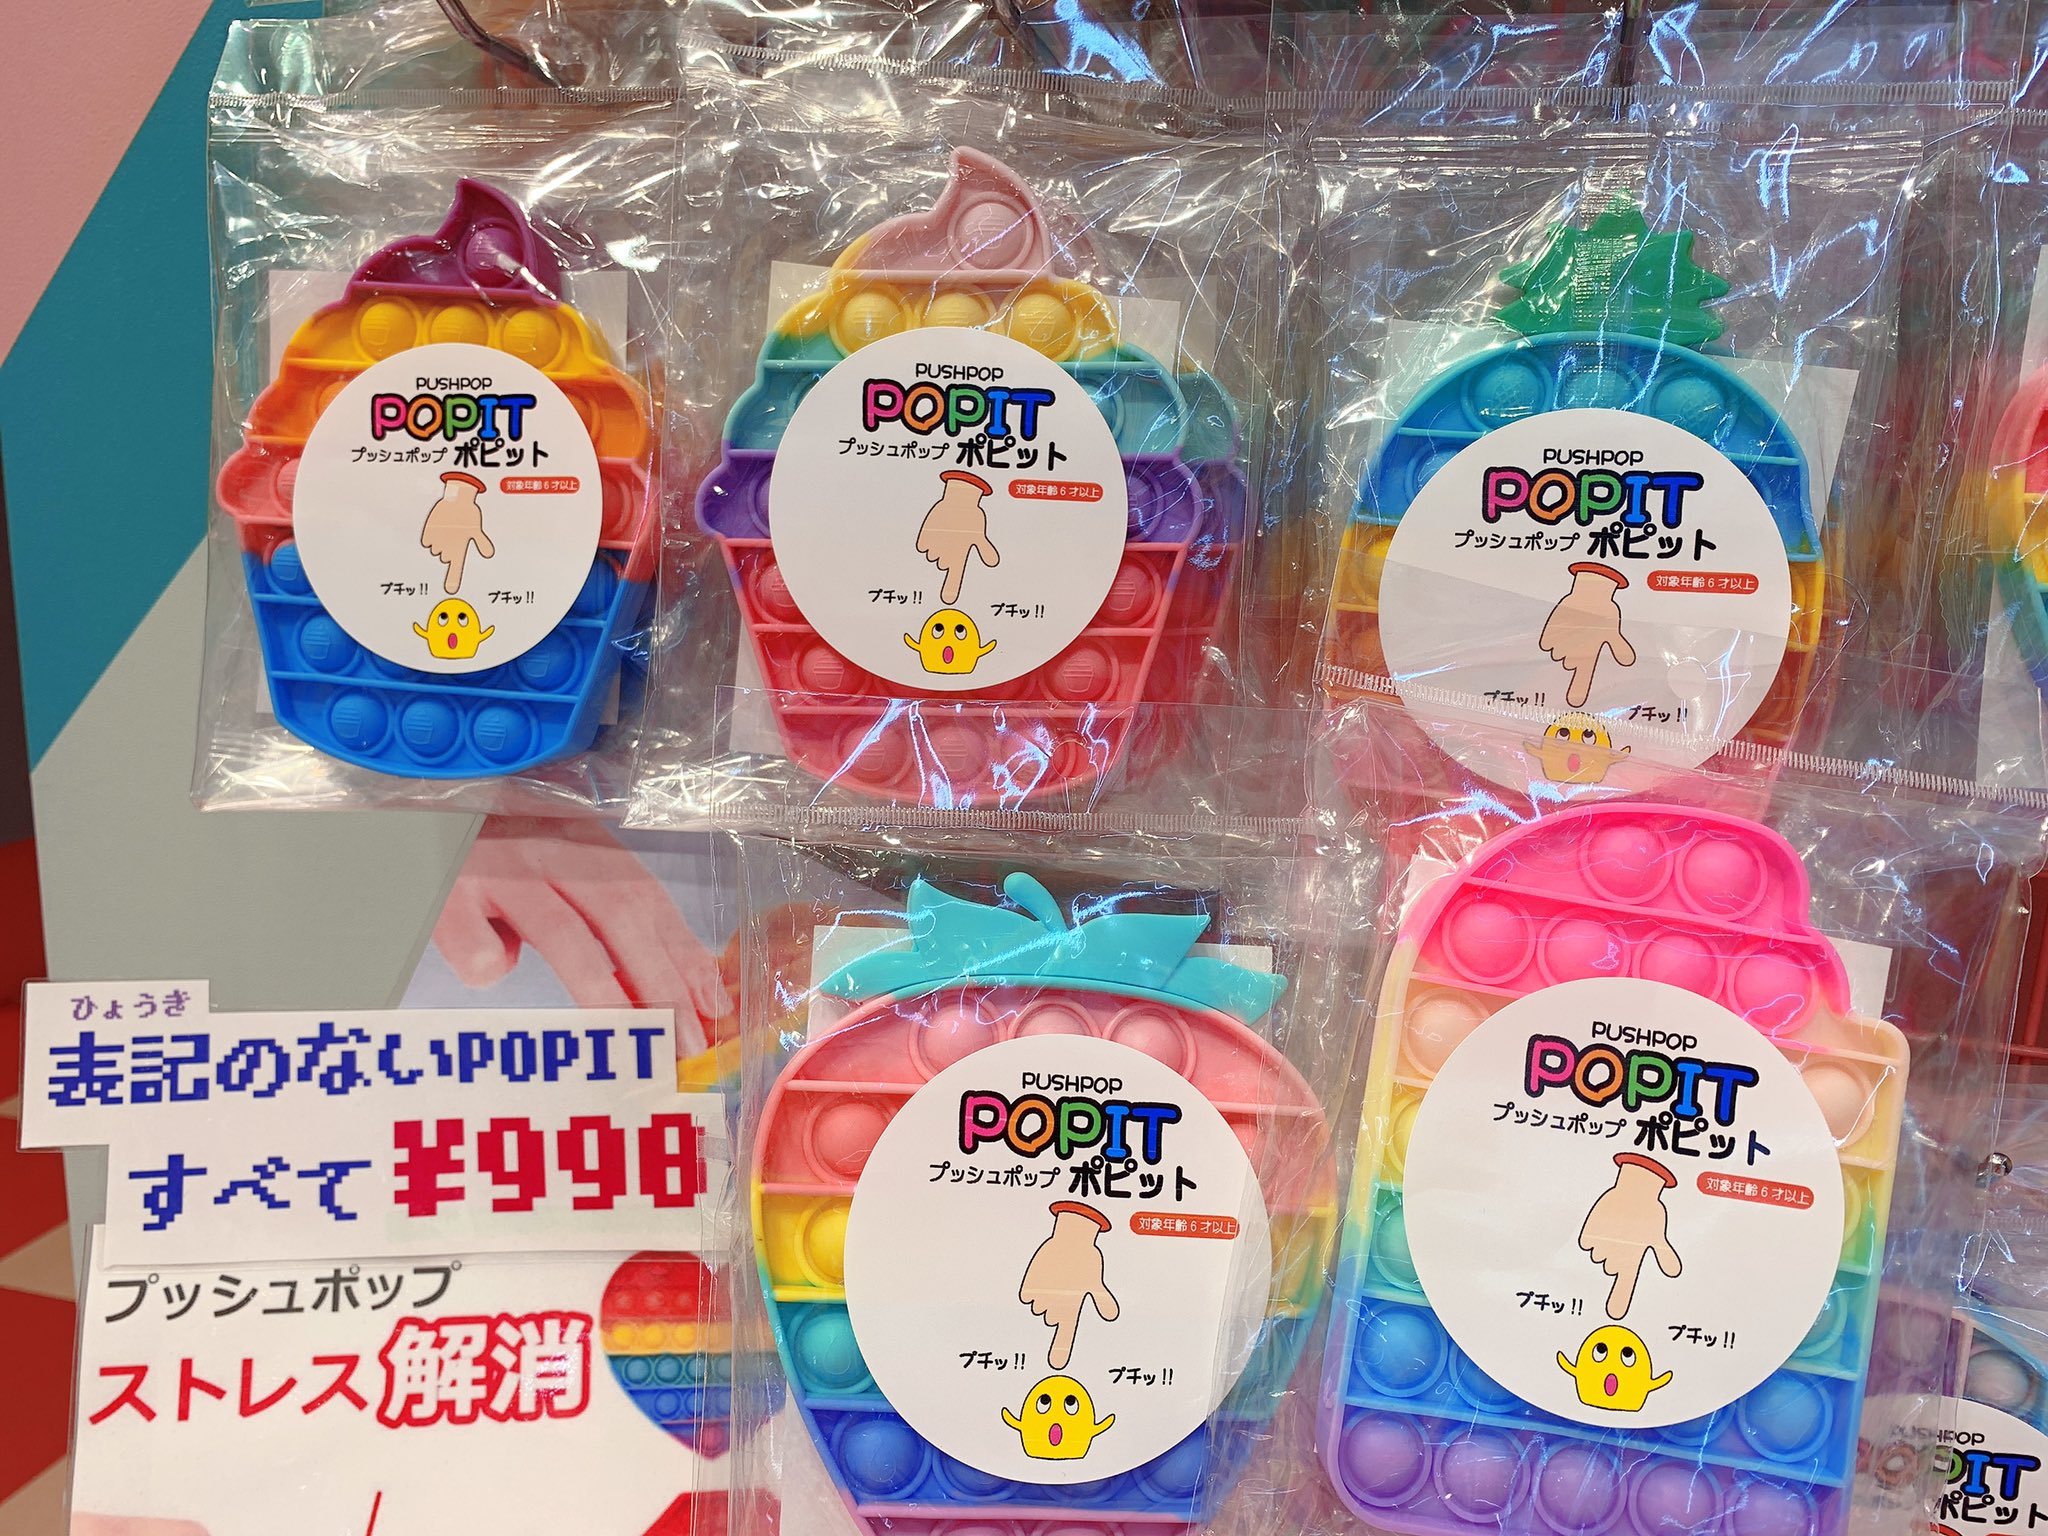 PUSHPOP
POPIT
プッシュポップ ポピット
対象年齢6才以上
プチッ!!
プチッ!!
PUSHPOP
POPIT
プッシュポップ ポピット
対象年齢6才以上
プチッ!!
プチッ!!
PUSHPOP
POPIT
プッシュポップ ポピット
対象年齢6才以上
プチッ!!
プチッ!!
ひょうぎ
表記のないPOPIT
すべて ¥998
プッシュポップ
ストレス解消
PUSHPOP
POPIT
プッシュポップ ポピット
対象年齢6才以上
プチッ!!
プチッ!!
PUSHPOP
POPIT
プッシュポップ ポピット
対象年齢6才以上
プチッ!!
プチッ!!